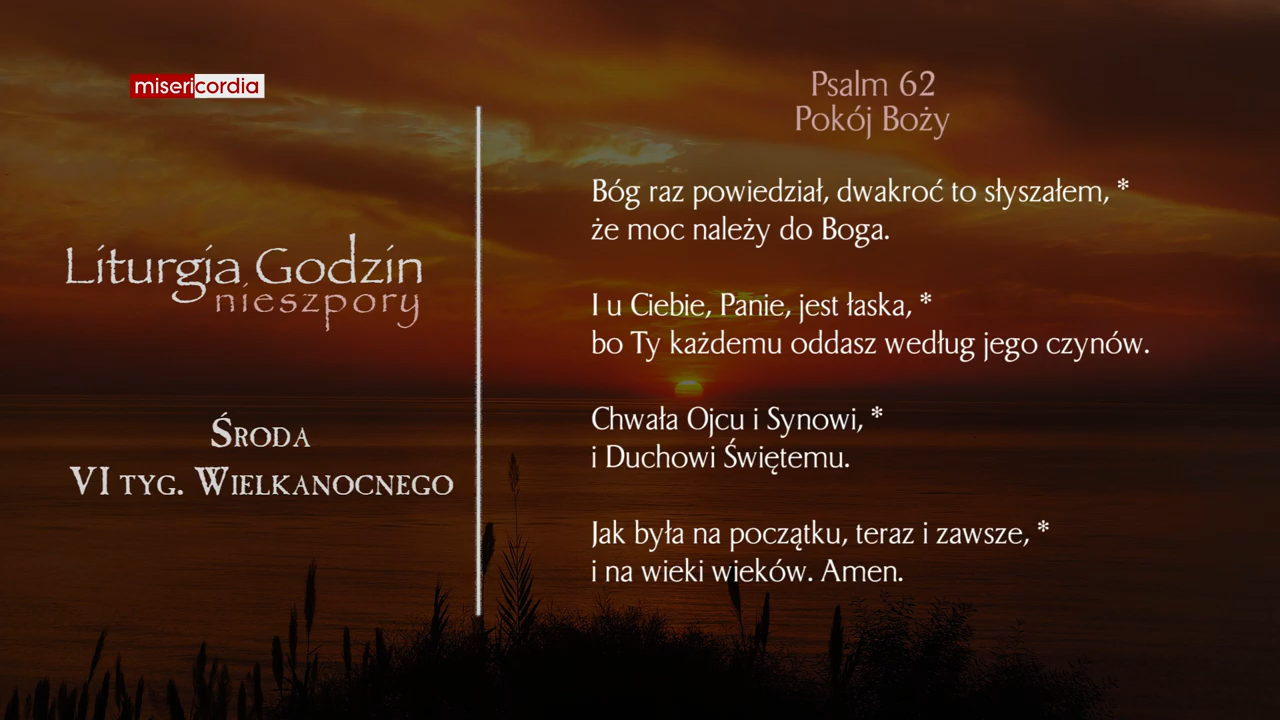 misericordia
Liturgia Godzin
nieszpory
Środa
VI tyg. Wielkanocnego
Psalm 62
Pokój Boży
Bóg raz powiedział, dwakroć to słyszałem, *
że moc należy do Boga.
I u Ciebie, Panie, jest łaska, *
bo Ty każdemu oddasz według jego czynów.
Chwała Ojcu i Synowi, *
i Duchowi Świętemu.
Jak była na początku, teraz i zawsze, *
i na wieki wieków. Amen.